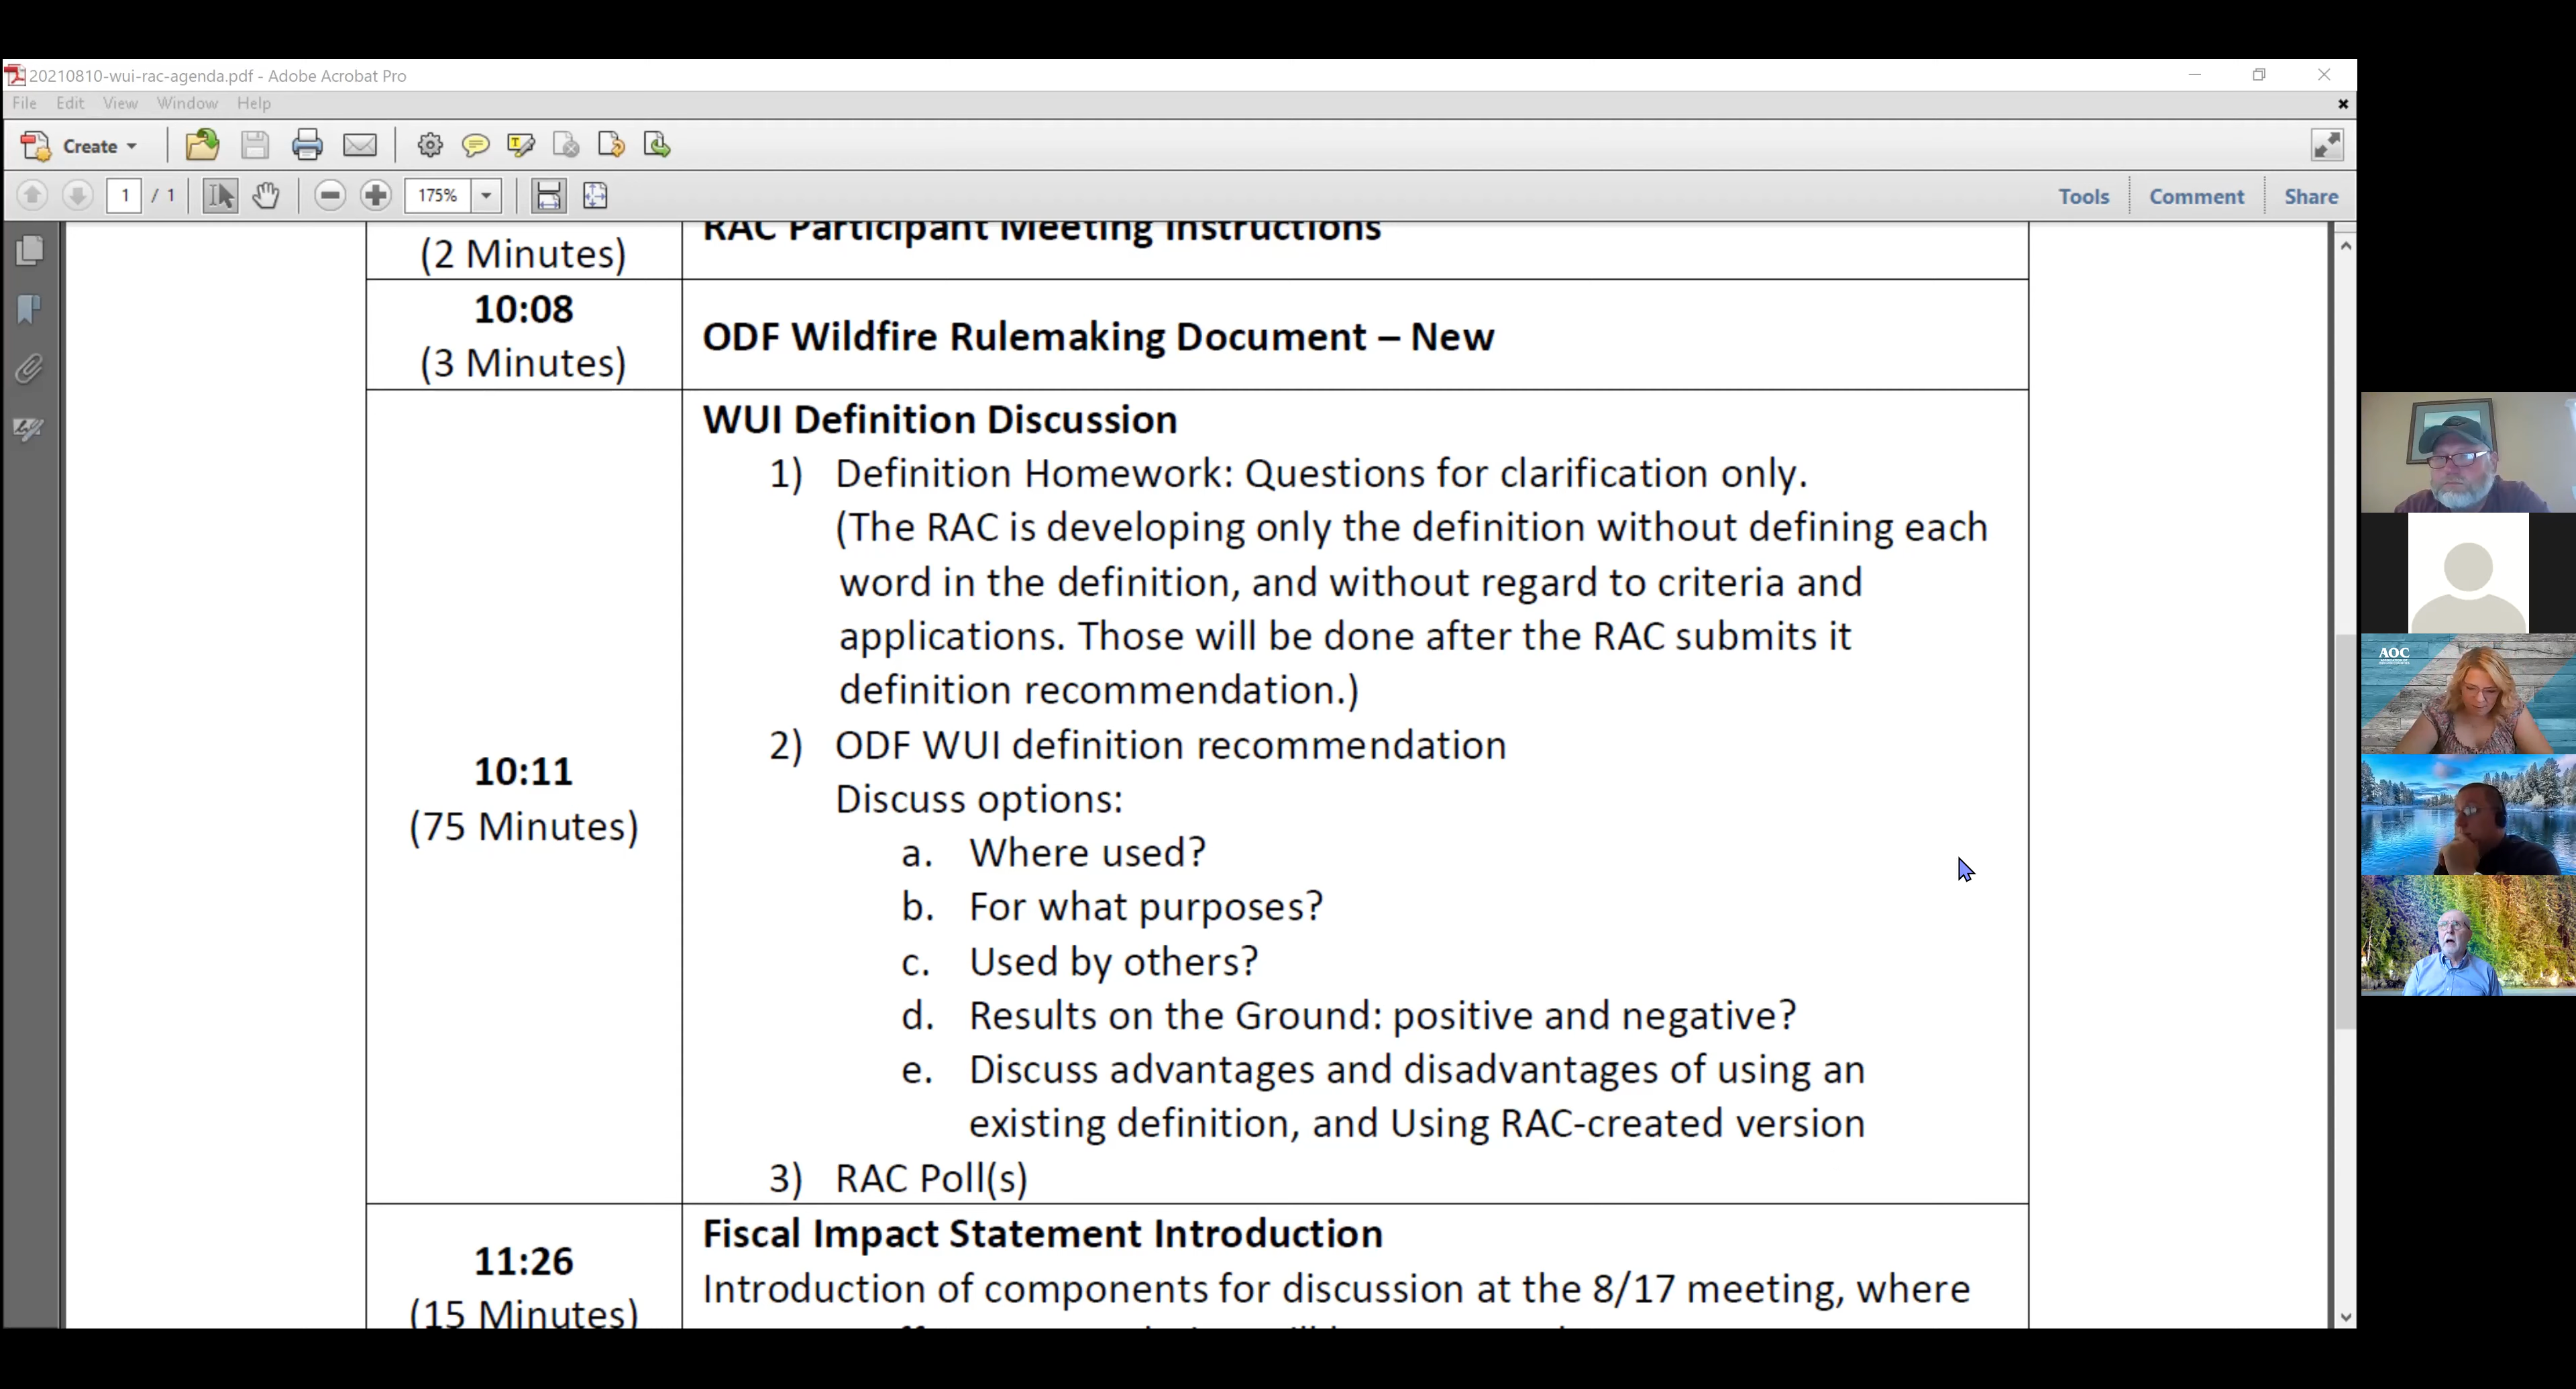 20210810-wui-rac-agenda.pdf - Adobe Acrobat Pro
File Edit View Window Help
Create
1 / 1
175%
Tools Comment Share
RAC Participant Meeting Instructions
(2 Minutes)
10:08
(3 Minutes)
ODF Wildfire Rulemaking Document – New
10:11
(75 Minutes)
WUI Definition Discussion
1) Definition Homework: Questions for clarification only.
(The RAC is developing only the definition without defining each
word in the definition, and without regard to criteria and
applications. Those will be done after the RAC submits it
definition recommendation.)
2) ODF WUI definition recommendation
Discuss options:
a. Where used?
b. For what purposes?
c. Used by others?
d. Results on the Ground: positive and negative?
e. Discuss advantages and disadvantages of using an
existing definition, and Using RAC-created version
3) RAC Poll(s)
11:26
(15 Minutes)
Fiscal Impact Statement Introduction
Introduction of components for discussion at the 8/17 meeting, where
AOC